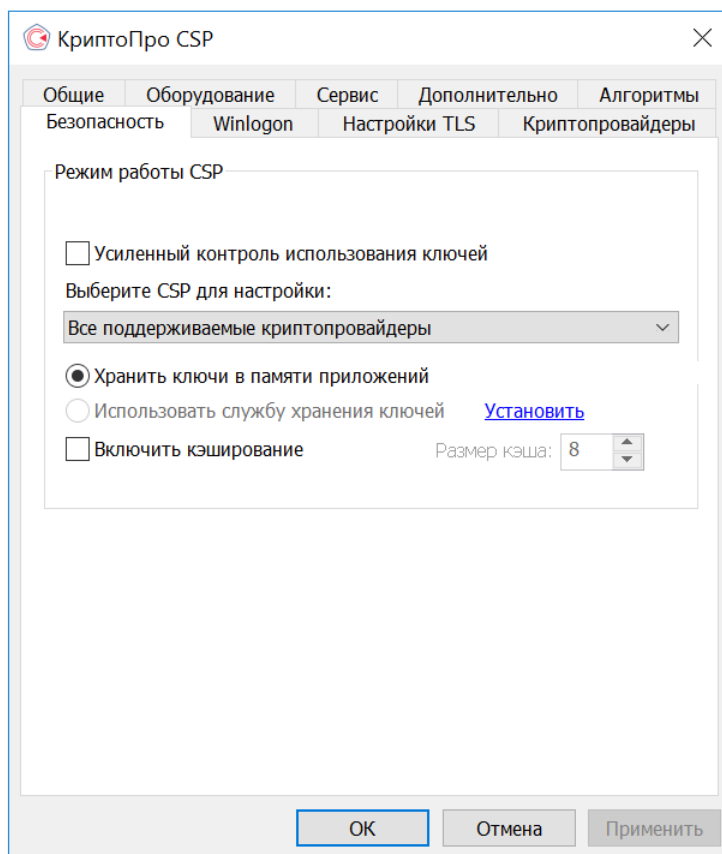 КриптоПро CSP
Общие Оборудование Сервис Дополнительно Алгоритмы
Безопасность Winlogon Настройки TLS Криптопровайдеры
Режим работы CSP
Усиленный контроль использования ключей
Выберите CSP для настройки:
Все поддерживаемые криптопровайдеры
Хранить ключи в памяти приложений
Использовать службу хранения ключей Установить
Включить кэширование Размер кэша: 8
ОК Отмена Применить